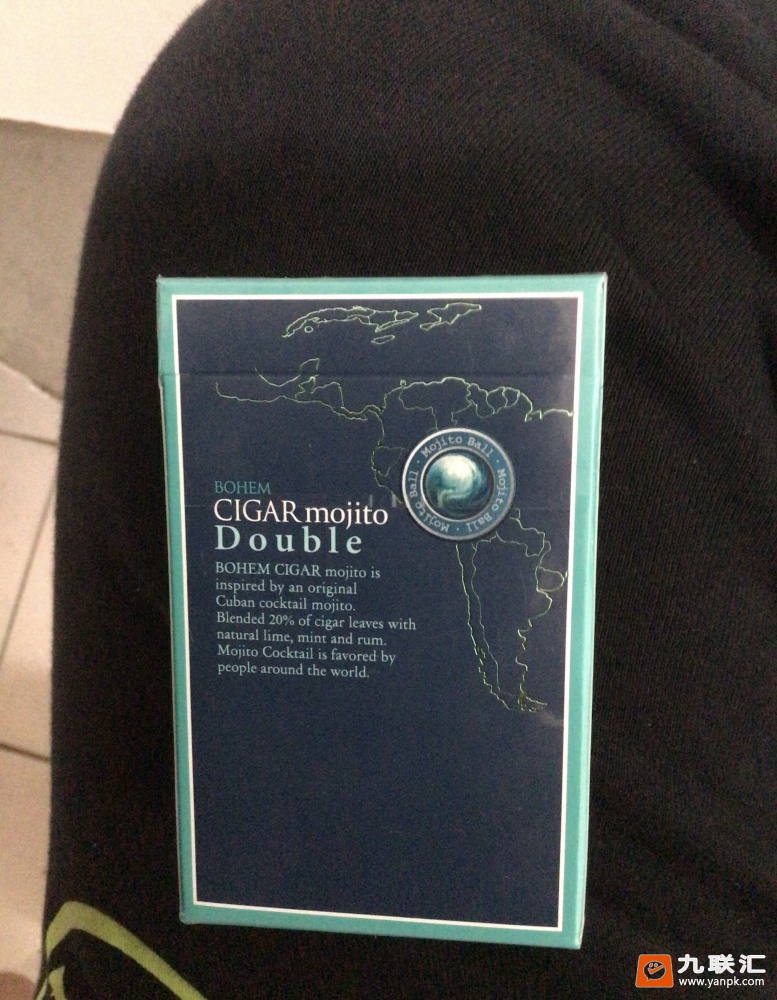 Mojito Ball · Mojito Ball · Mojito Ball ·
BOHEM
CIGAR mojito
Double
BOHEM CIGAR mojito is
inspired by an original
Cuban cocktail mojito.
Blended 20% of cigar leaves with
natural lime, mint and rum.
Mojito Cocktail is favored by
people around the world.
九联汇
www.yanpk.com